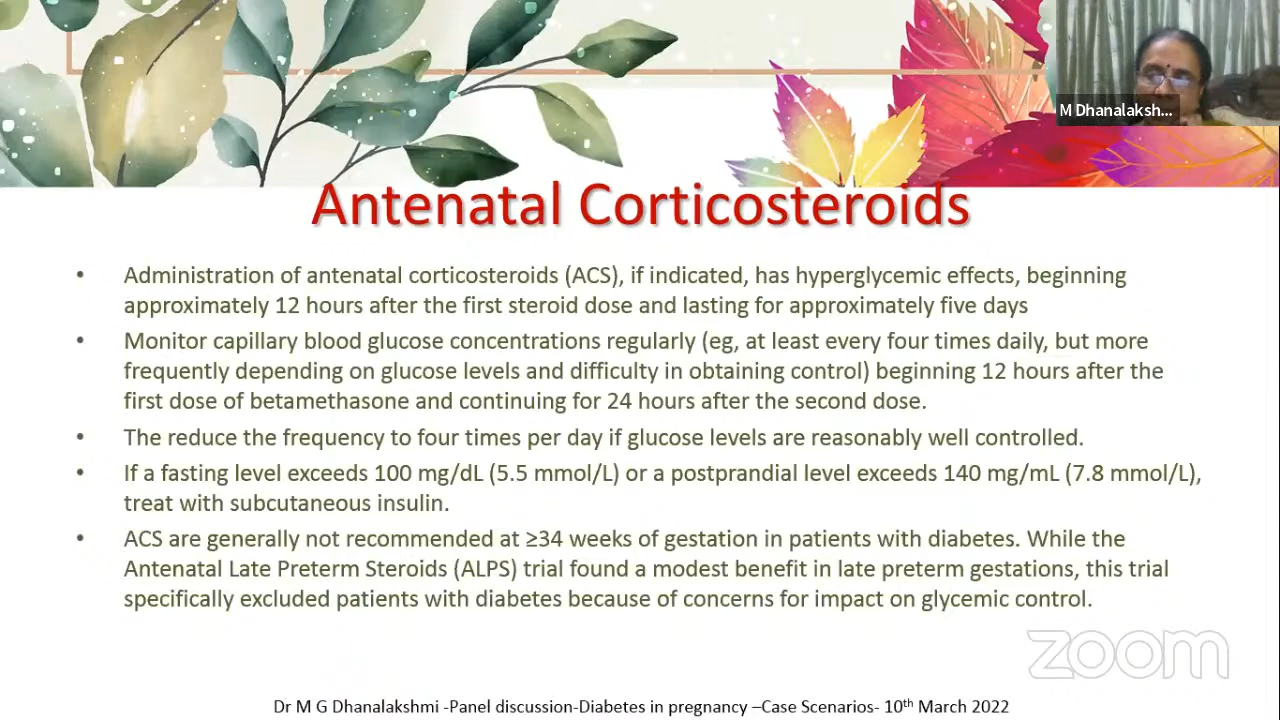 M Dhanalaksh...
Antenatal Corticosteroids
• Administration of antenatal corticosteroids (ACS), if indicated, has hyperglycemic effects, beginning
approximately 12 hours after the first steroid dose and lasting for approximately five days
• Monitor capillary blood glucose concentrations regularly (eg, at least every four times daily, but more
frequently depending on glucose levels and difficulty in obtaining control) beginning 12 hours after the
first dose of betamethasone and continuing for 24 hours after the second dose.
• The reduce the frequency to four times per day if glucose levels are reasonably well controlled.
• If a fasting level exceeds 100 mg/dL (5.5 mmol/L) or a postprandial level exceeds 140 mg/mL (7.8 mmol/L),
treat with subcutaneous insulin.
• ACS are generally not recommended at ≥34 weeks of gestation in patients with diabetes. While the
Antenatal Late Preterm Steroids (ALPS) trial found a modest benefit in late preterm gestations, this trial
specifically excluded patients with diabetes because of concerns for impact on glycemic control.
zoom
Dr M G Dhanalakshmi -Panel discussion-Diabetes in pregnancy –Case Scenarios- 10th March 2022